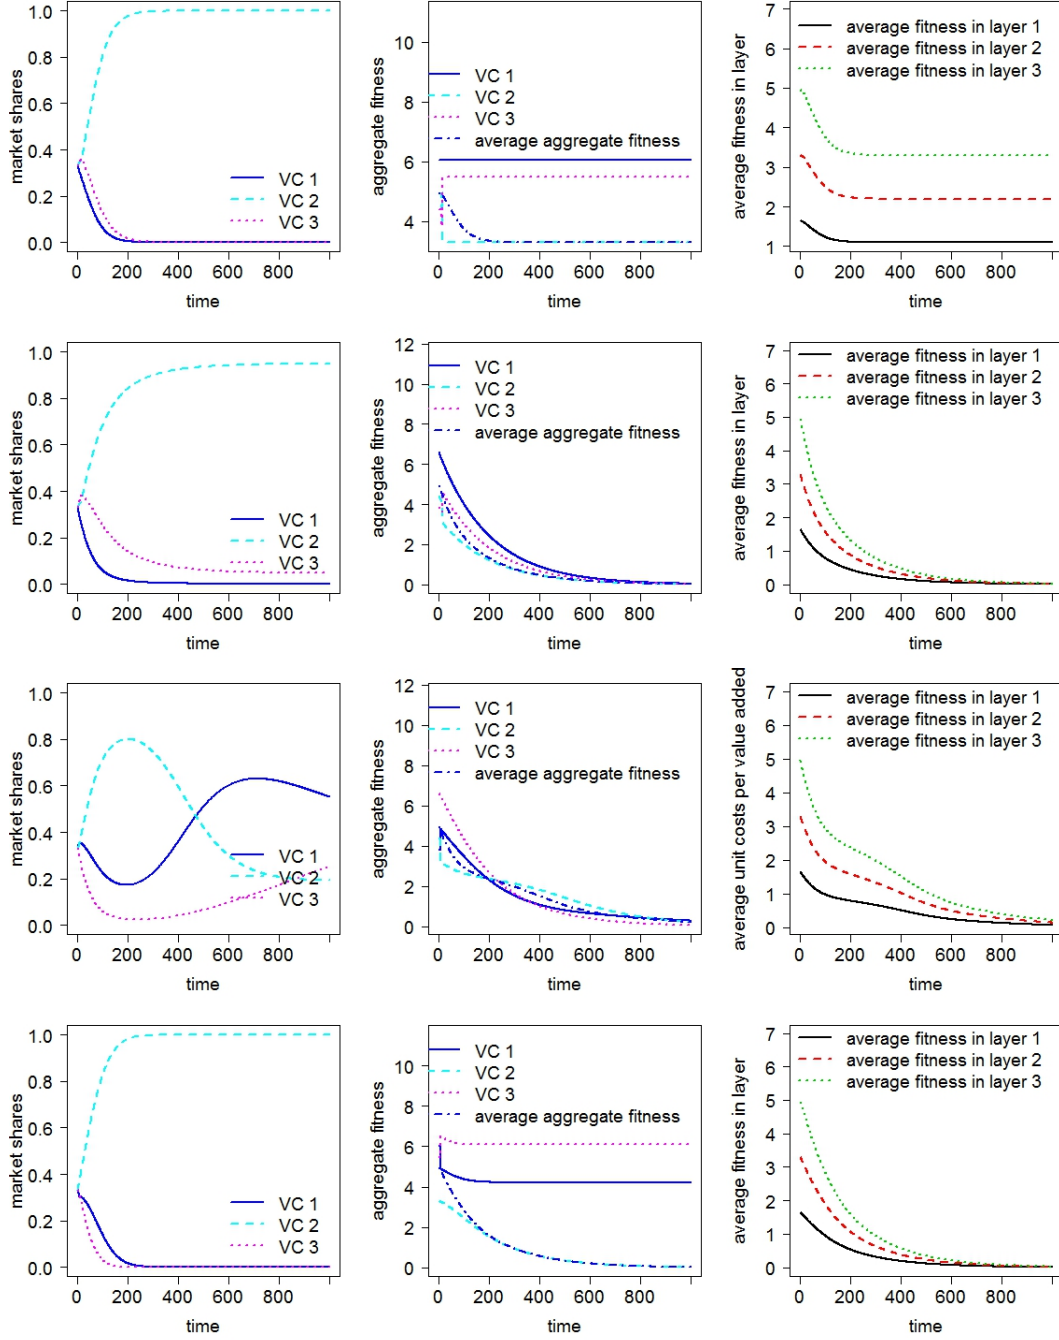 market shares
1.0
0.8
0.6
0.4
0.2
0.0
VC 1
VC 2
VC 3
0 200 400 600 800
time
aggregate fitness
10
8
6
4
VC 1
VC 2
VC 3
average aggregate fitness
0 200 400 600 800
time
average fitness in layer
7
6
5
4
3
2
1
average fitness in layer 1
average fitness in layer 2
average fitness in layer 3
0 200 400 600 800
time
market shares
1.0
0.8
0.6
0.4
0.2
0.0
VC 1
VC 2
VC 3
0 200 400 600 800
time
aggregate fitness
12
10
8
6
4
2
0
VC 1
VC 2
VC 3
average aggregate fitness
0 200 400 600 800
time
average fitness in layer
7
6
5
4
3
2
1
0
average fitness in layer 1
average fitness in layer 2
average fitness in layer 3
0 200 400 600 800
time
market shares
1.0
0.8
0.6
0.4
0.2
0.0
VC 1
VC 2
VC 3
0 200 400 600 800
time
aggregate fitness
12
10
8
6
4
2
0
VC 1
VC 2
VC 3
average aggregate fitness
0 200 400 600 800
time
average unit costs per value added
7
6
5
4
3
2
1
0
average fitness in layer 1
average fitness in layer 2
average fitness in layer 3
0 200 400 600 800
time
market shares
1.0
0.8
0.6
0.4
0.2
0.0
VC 1
VC 2
VC 3
0 200 400 600 800
time
aggregate fitness
10
8
6
4
2
0
VC 1
VC 2
VC 3
average aggregate fitness
0 200 400 600 800
time
average fitness in layer
7
6
5
4
3
2
1
0
average fitness in layer 1
average fitness in layer 2
average fitness in layer 3
0 200 400 600 800
time